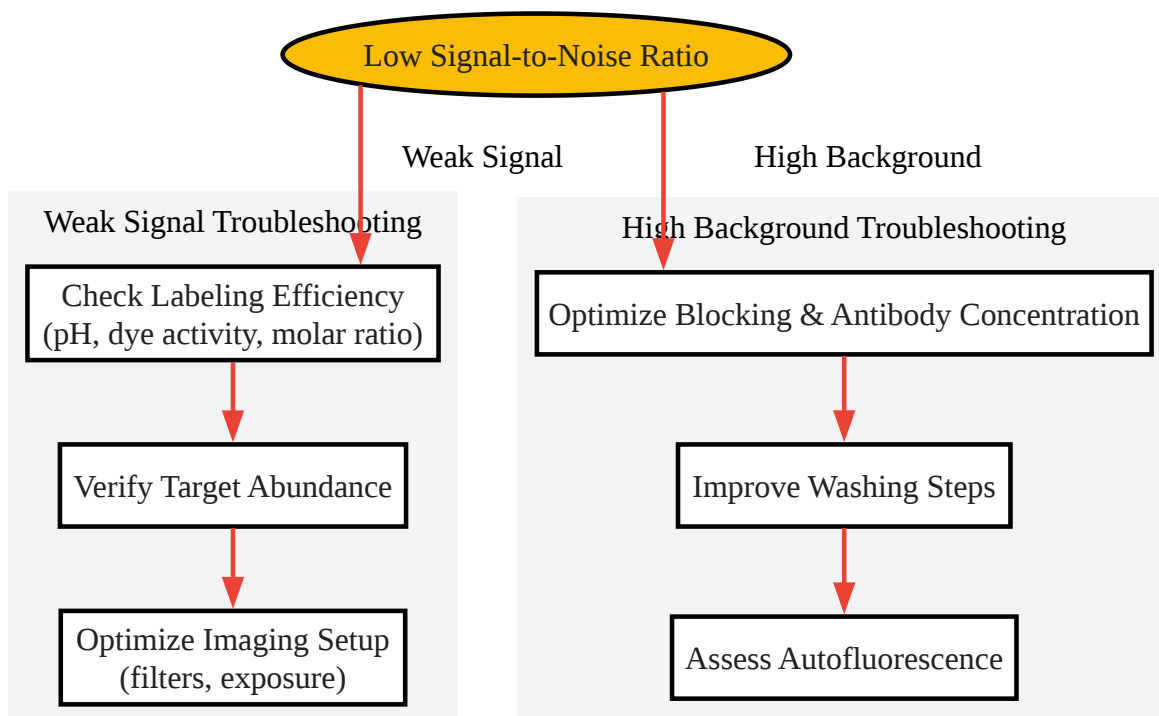 Low Signal-to-Noise Ratio
Weak Signal
High Background
Weak Signal Troubleshooting
Check Labeling Efficiency
(pH, dye activity, molar ratio)
Verify Target Abundance
Optimize Imaging Setup
(filters, exposure)
High Background Troubleshooting
Optimize Blocking & Antibody Concentration
Improve Washing Steps
Assess Autofluorescence